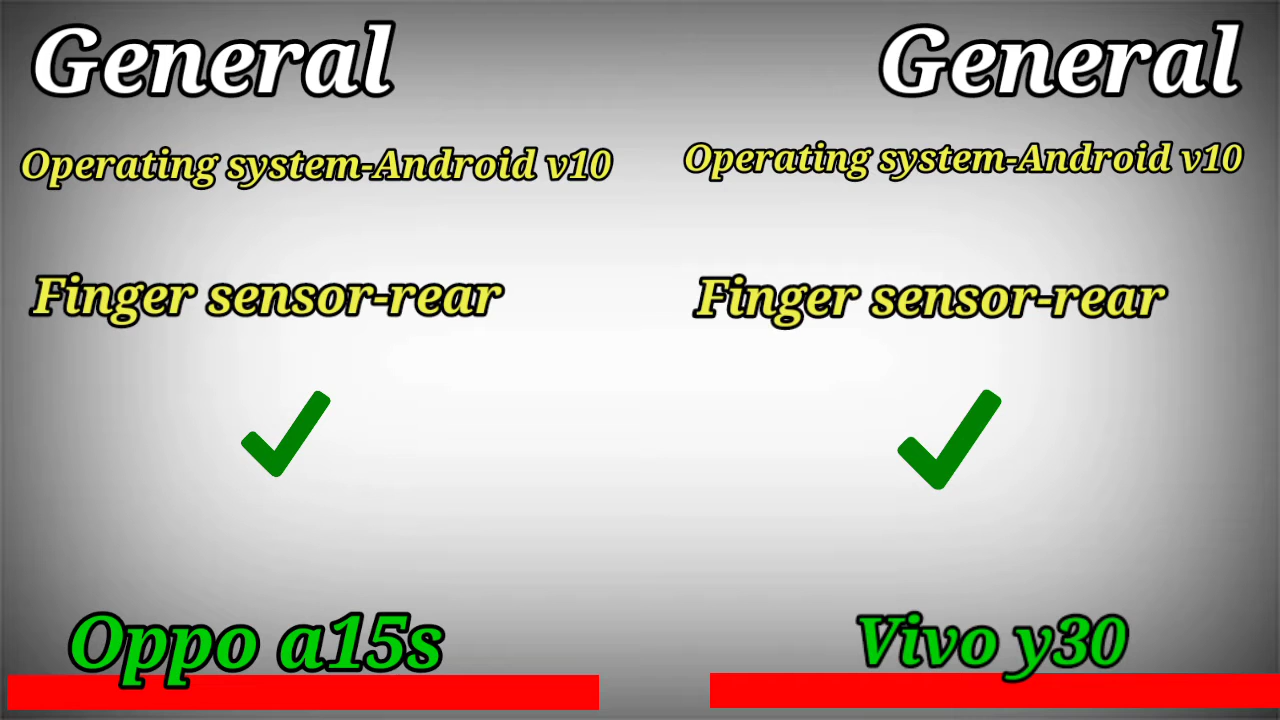 General
Operating system-Android v10
Finger sensor-rear
Oppo a15s
General
Operating system-Android v10
Finger sensor-rear
Vivo y30